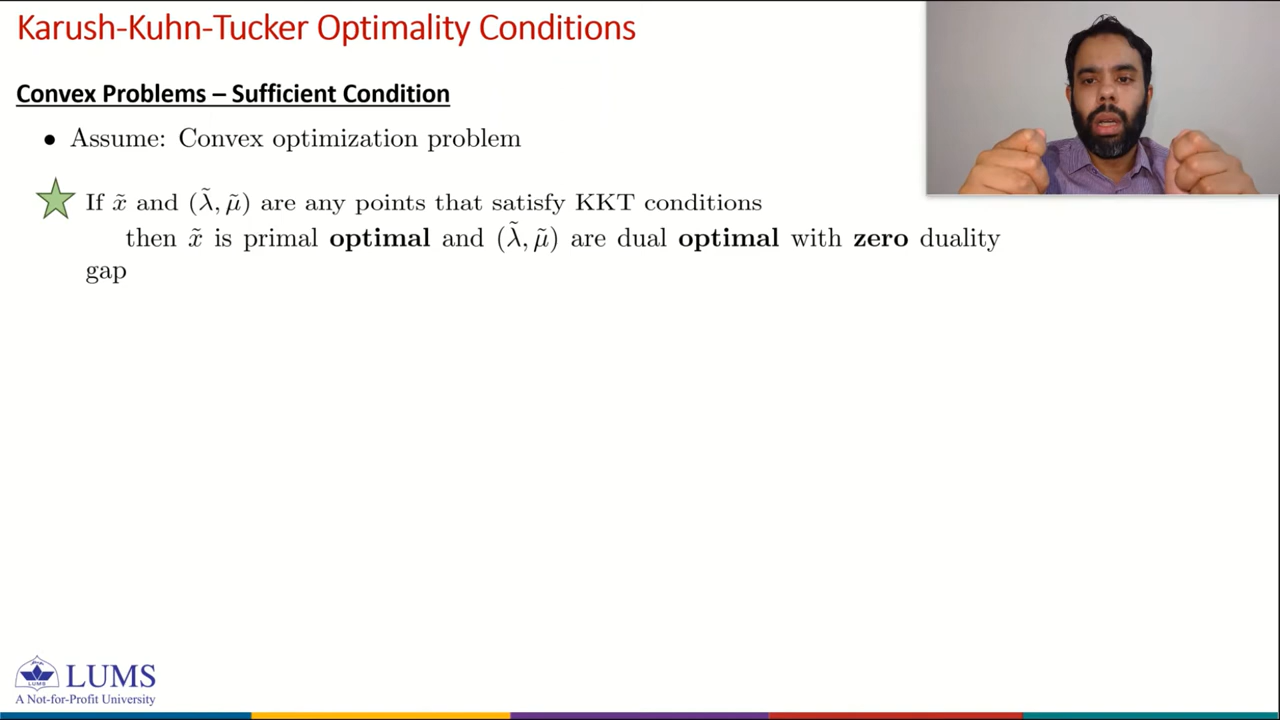 Karush-Kuhn-Tucker Optimality Conditions
Convex Problems – Sufficient Condition
• Assume: Convex optimization problem
If x̃ and (λ̃, μ̃) are any points that satisfy KKT conditions
then x̃ is primal optimal and (λ̃, μ̃) are dual optimal with zero duality
gap
LUMS
LUMS
A Not-for-Profit University